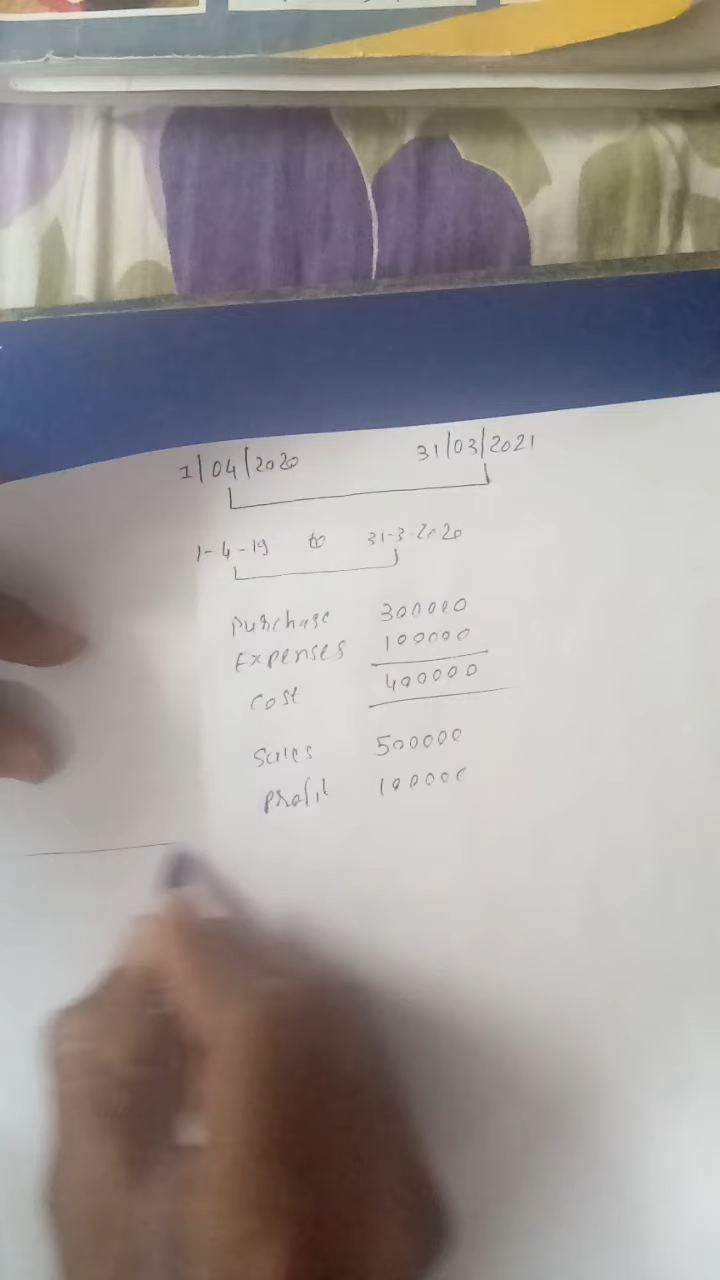 1/04/2020 31/03/2021
1-4-19 to 31-3-2020
Purchase 300000
Expenses 100000
Cost 400000
Sales 500000
Profit 100000